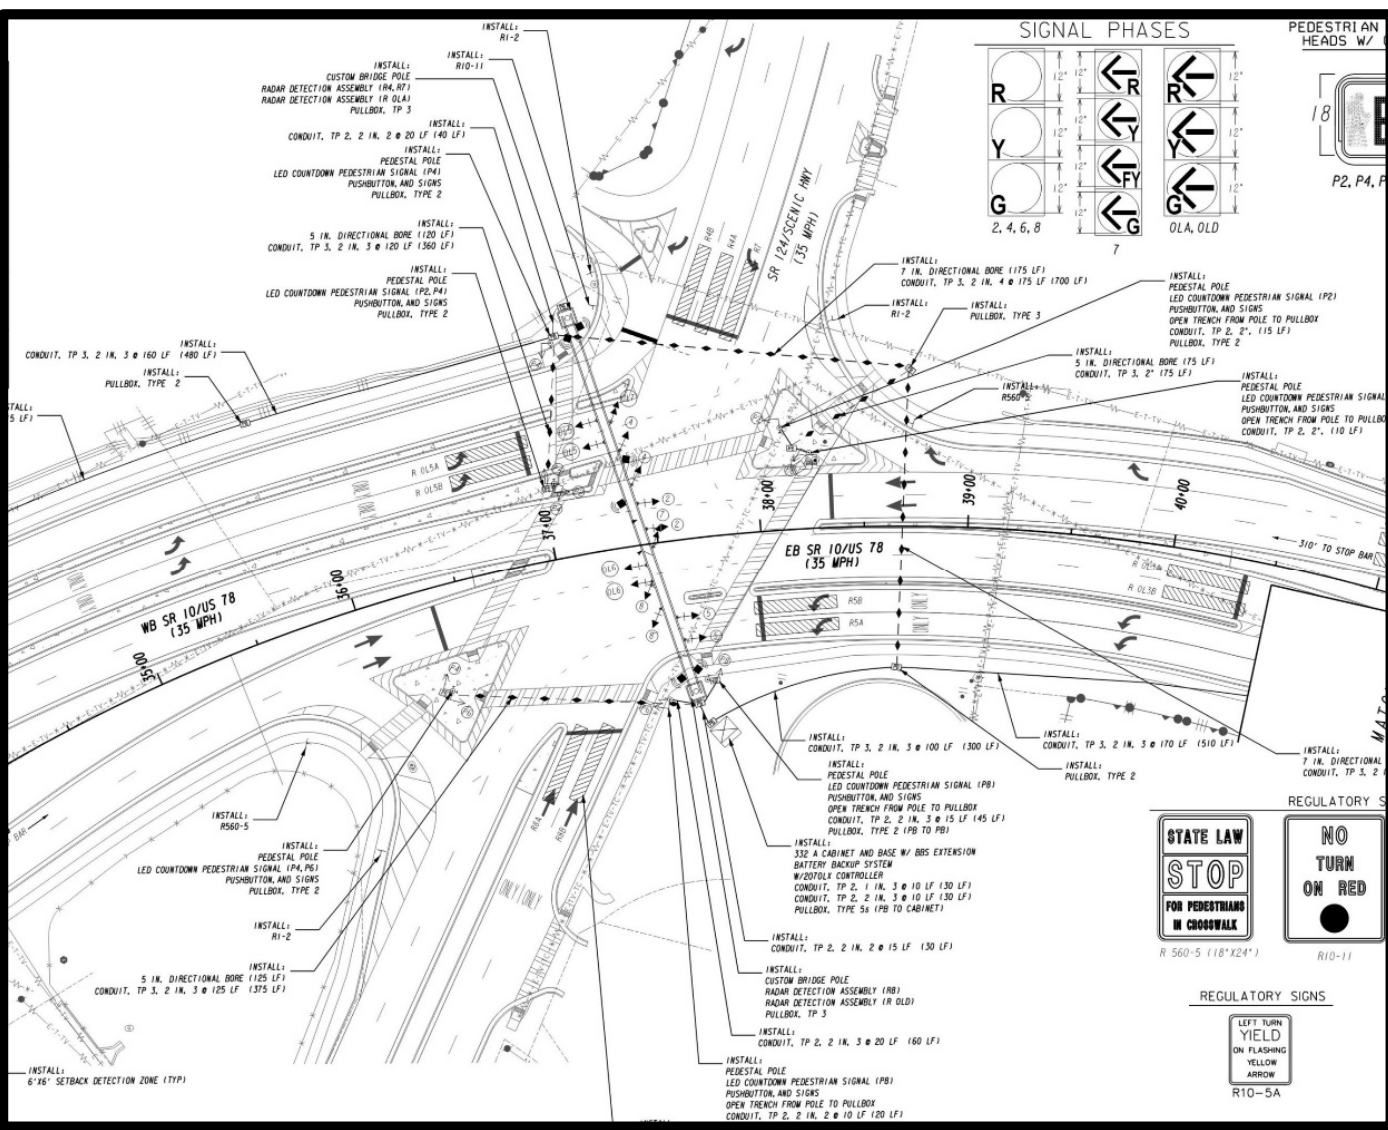 INSTALL:
R1-2
INSTALL:
R10-11
INSTALL:
CUSTOM BRIDGE POLE
RADAR DETECTION ASSEMBLY (R4, R7)
RADAR DETECTION ASSEMBLY (R OLA)
PULLBOX, TP 3
INSTALL:
CONDUIT, TP 2, 2 IN, 2 @ 20 LF (40 LF)
INSTALL:
PEDESTAL POLE
LED COUNTDOWN PEDESTRIAN SIGNAL (P4)
PUSHBUTTON, AND SIGNS
PULLBOX, TYPE 2
INSTALL:
5 IN. DIRECTIONAL BORE (120 LF)
CONDUIT, TP 3, 2 IN, 3 @ 120 LF (360 LF)
INSTALL:
PEDESTAL POLE
LED COUNTDOWN PEDESTRIAN SIGNAL (P2, P4)
PUSHBUTTON, AND SIGNS
PULLBOX, TYPE 2
INSTALL:
CONDUIT, TP 3, 2 IN, 3 @ 160 LF (480 LF)
INSTALL:
PULLBOX, TYPE 2
SIGNAL PHASES
R
Y
G
R
Y
FY
G
R
Y
G
12"
2, 4, 6, 8
7
OLA, OLD
PEDESTRIAN
HEADS W/
18
P2, P4, P
SR 124/SCENIC HWY
(35 MPH)
R4B
R4A
R7
INSTALL:
7 IN. DIRECTIONAL BORE (175 LF)
CONDUIT, TP 3, 2 IN, 4 @ 175 LF (700 LF)
INSTALL:
R1-2
INSTALL:
PULLBOX, TYPE 3
INSTALL:
PEDESTAL POLE
LED COUNTDOWN PEDESTRIAN SIGNAL (P2)
PUSHBUTTON, AND SIGNS
OPEN TRENCH FROM POLE TO PULLBOX
CONDUIT, TP 2, 2", (15 LF)
PULLBOX, TYPE 2
INSTALL:
5 IN. DIRECTIONAL BORE (75 LF)
CONDUIT, TP 3, 2" (75 LF)
INSTALL:
R560-5
INSTALL:
PEDESTAL POLE
LED COUNTDOWN PEDESTRIAN SIGNAL
PUSHBUTTON, AND SIGNS
OPEN TRENCH FROM POLE TO PULLBO
CONDUIT, TP 2, 2", (10 LF)
R OL5A
R OL5B
ONLY ONLY
35+00
36+00
37+00
38+00
39+00
40+00
WB SR 10/US 78
(35 MPH)
EB SR 10/US 78
(35 MPH)
R5B
R5A
ONLY ONLY
R OL3B
310' TO STOP BAR
R8A
R8B
ONLY ONLY
INSTALL:
CONDUIT, TP 3, 2 IN, 3 @ 100 LF (300 LF)
INSTALL:
CONDUIT, TP 3, 2 IN, 3 @ 170 LF (510 LF)
INSTALL:
PULLBOX, TYPE 2
INSTALL:
7 IN. DIRECTIONAL
CONDUIT, TP 3, 2
INSTALL:
PEDESTAL POLE
LED COUNTDOWN PEDESTRIAN SIGNAL (P8)
PUSHBUTTON, AND SIGNS
OPEN TRENCH FROM POLE TO PULLBOX
CONDUIT, TP 2, 2 IN, 3 @ 15 LF (45 LF)
PULLBOX, TYPE 2 (PB TO PB)
INSTALL:
332 A CABINET AND BASE W/ BBS EXTENSION
BATTERY BACKUP SYSTEM
W/2070LX CONTROLLER
CONDUIT, TP 2, 1 IN, 3 @ 10 LF (30 LF)
CONDUIT, TP 2, 2 IN, 3 @ 10 LF (30 LF)
PULLBOX, TYPE 5s (PB TO CABINET)
INSTALL:
CONDUIT, TP 2, 2 IN, 2 @ 15 LF (30 LF)
INSTALL:
CUSTOM BRIDGE POLE
RADAR DETECTION ASSEMBLY (R8)
RADAR DETECTION ASSEMBLY (R OLD)
PULLBOX, TP 3
INSTALL:
CONDUIT, TP 2, 2 IN, 3 @ 20 LF (60 LF)
INSTALL:
PEDESTAL POLE
LED COUNTDOWN PEDESTRIAN SIGNAL (P8)
PUSHBUTTON, AND SIGNS
OPEN TRENCH FROM POLE TO PULLBOX
CONDUIT, TP 2, 2 IN, 2 @ 10 LF (20 LF)
INSTALL:
R560-5
INSTALL:
PEDESTAL POLE
LED COUNTDOWN PEDESTRIAN SIGNAL (P4, P6)
PUSHBUTTON, AND SIGNS
PULLBOX, TYPE 2
INSTALL:
R1-2
INSTALL:
5 IN. DIRECTIONAL BORE (125 LF)
CONDUIT, TP 3, 2 IN, 3 @ 125 LF (375 LF)
INSTALL:
6'X6' SETBACK DETECTION ZONE (TYP)
REGULATORY S
STATE LAW
STOP
FOR PEDESTRIANS
IN CROSSWALK
R 560-5 (18"X24")
NO
TURN
ON RED
R10-11
REGULATORY SIGNS
LEFT TURN
YIELD
ON FLASHING
YELLOW
ARROW
R10-5A